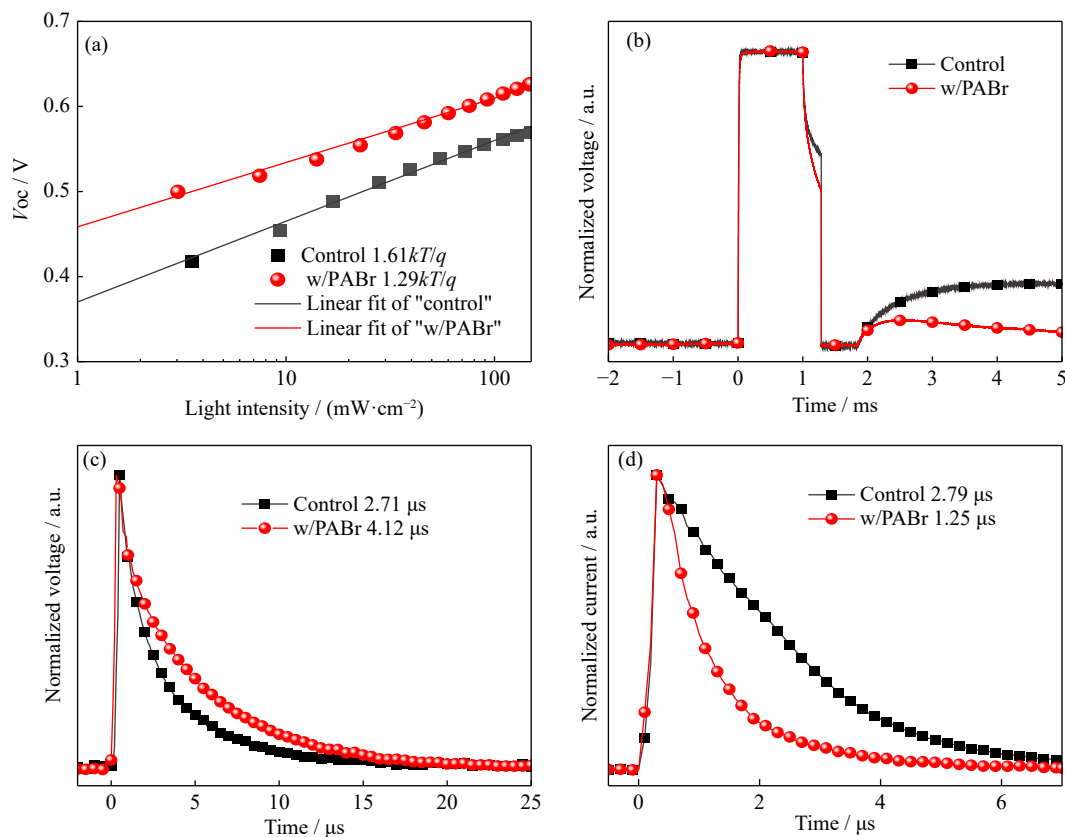 (a)
0.7
0.6
0.5
0.4
0.3
Voc / V
Control 1.61kT/q
w/PABr 1.29kT/q
Linear fit of "control"
Linear fit of "w/PABr"
1
10
100
Light intensity / (mW·cm−2)
(b)
Normalized voltage / a.u.
Control
w/PABr
−2
−1
0
1
2
3
4
5
Time / ms
(c)
Normalized voltage / a.u.
Control 2.71 μs
w/PABr 4.12 μs
0
5
10
15
20
25
Time / μs
(d)
Normalized current / a.u.
Control 2.79 μs
w/PABr 1.25 μs
0
2
4
6
Time / μs